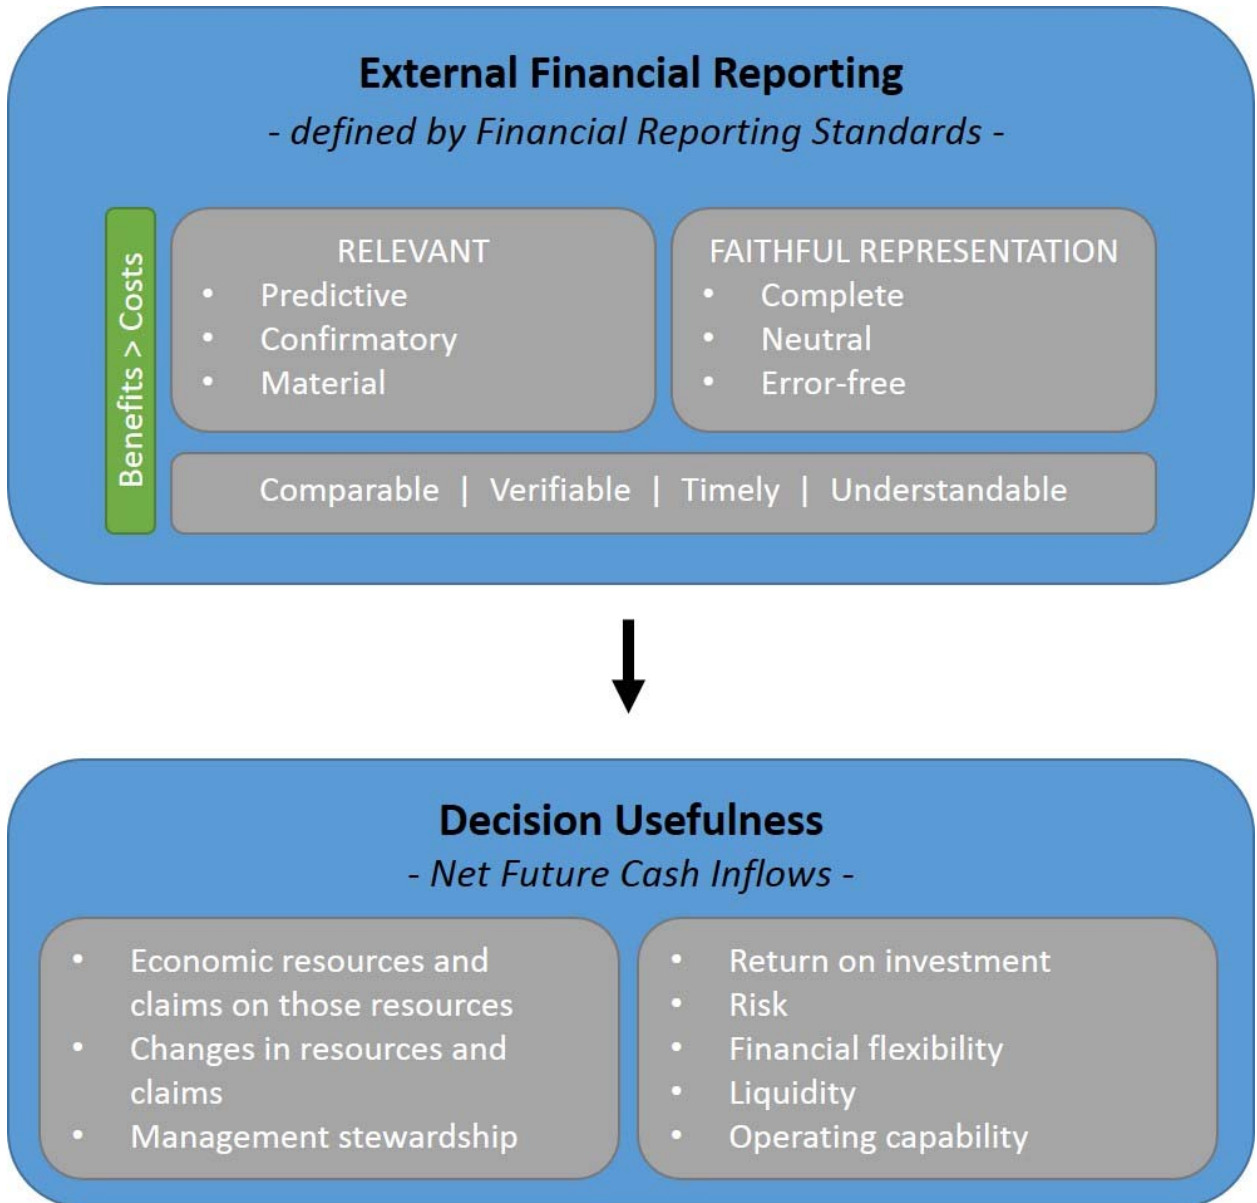 External Financial Reporting
- defined by Financial Reporting Standards -
Benefits > Costs
RELEVANT
• Predictive
• Confirmatory
• Material
FAITHFUL REPRESENTATION
• Complete
• Neutral
• Error-free
Comparable | Verifiable | Timely | Understandable
Decision Usefulness
- Net Future Cash Inflows -
• Economic resources and
claims on those resources
• Changes in resources and
claims
• Management stewardship
• Return on investment
• Risk
• Financial flexibility
• Liquidity
• Operating capability